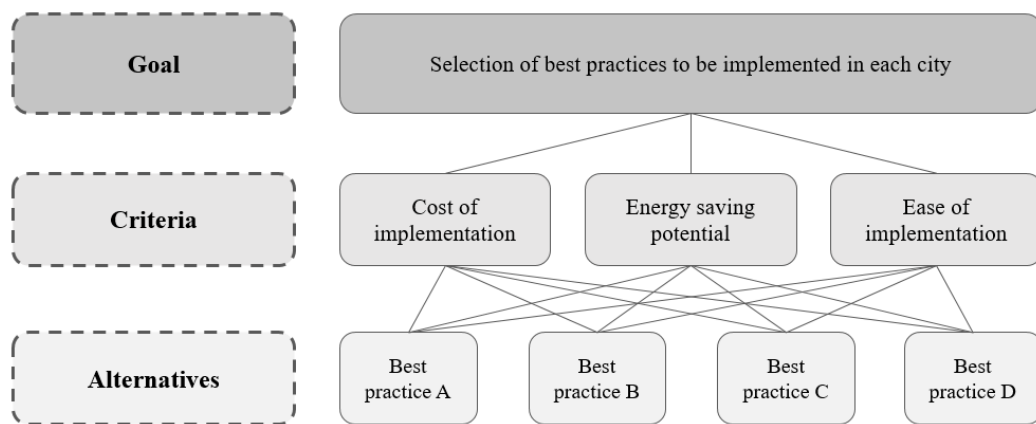 Goal
Selection of best practices to be implemented in each city
Criteria
Cost of
implementation
Energy saving
potential
Ease of
implementation
Alternatives
Best
practice A
Best
practice B
Best
practice C
Best
practice D